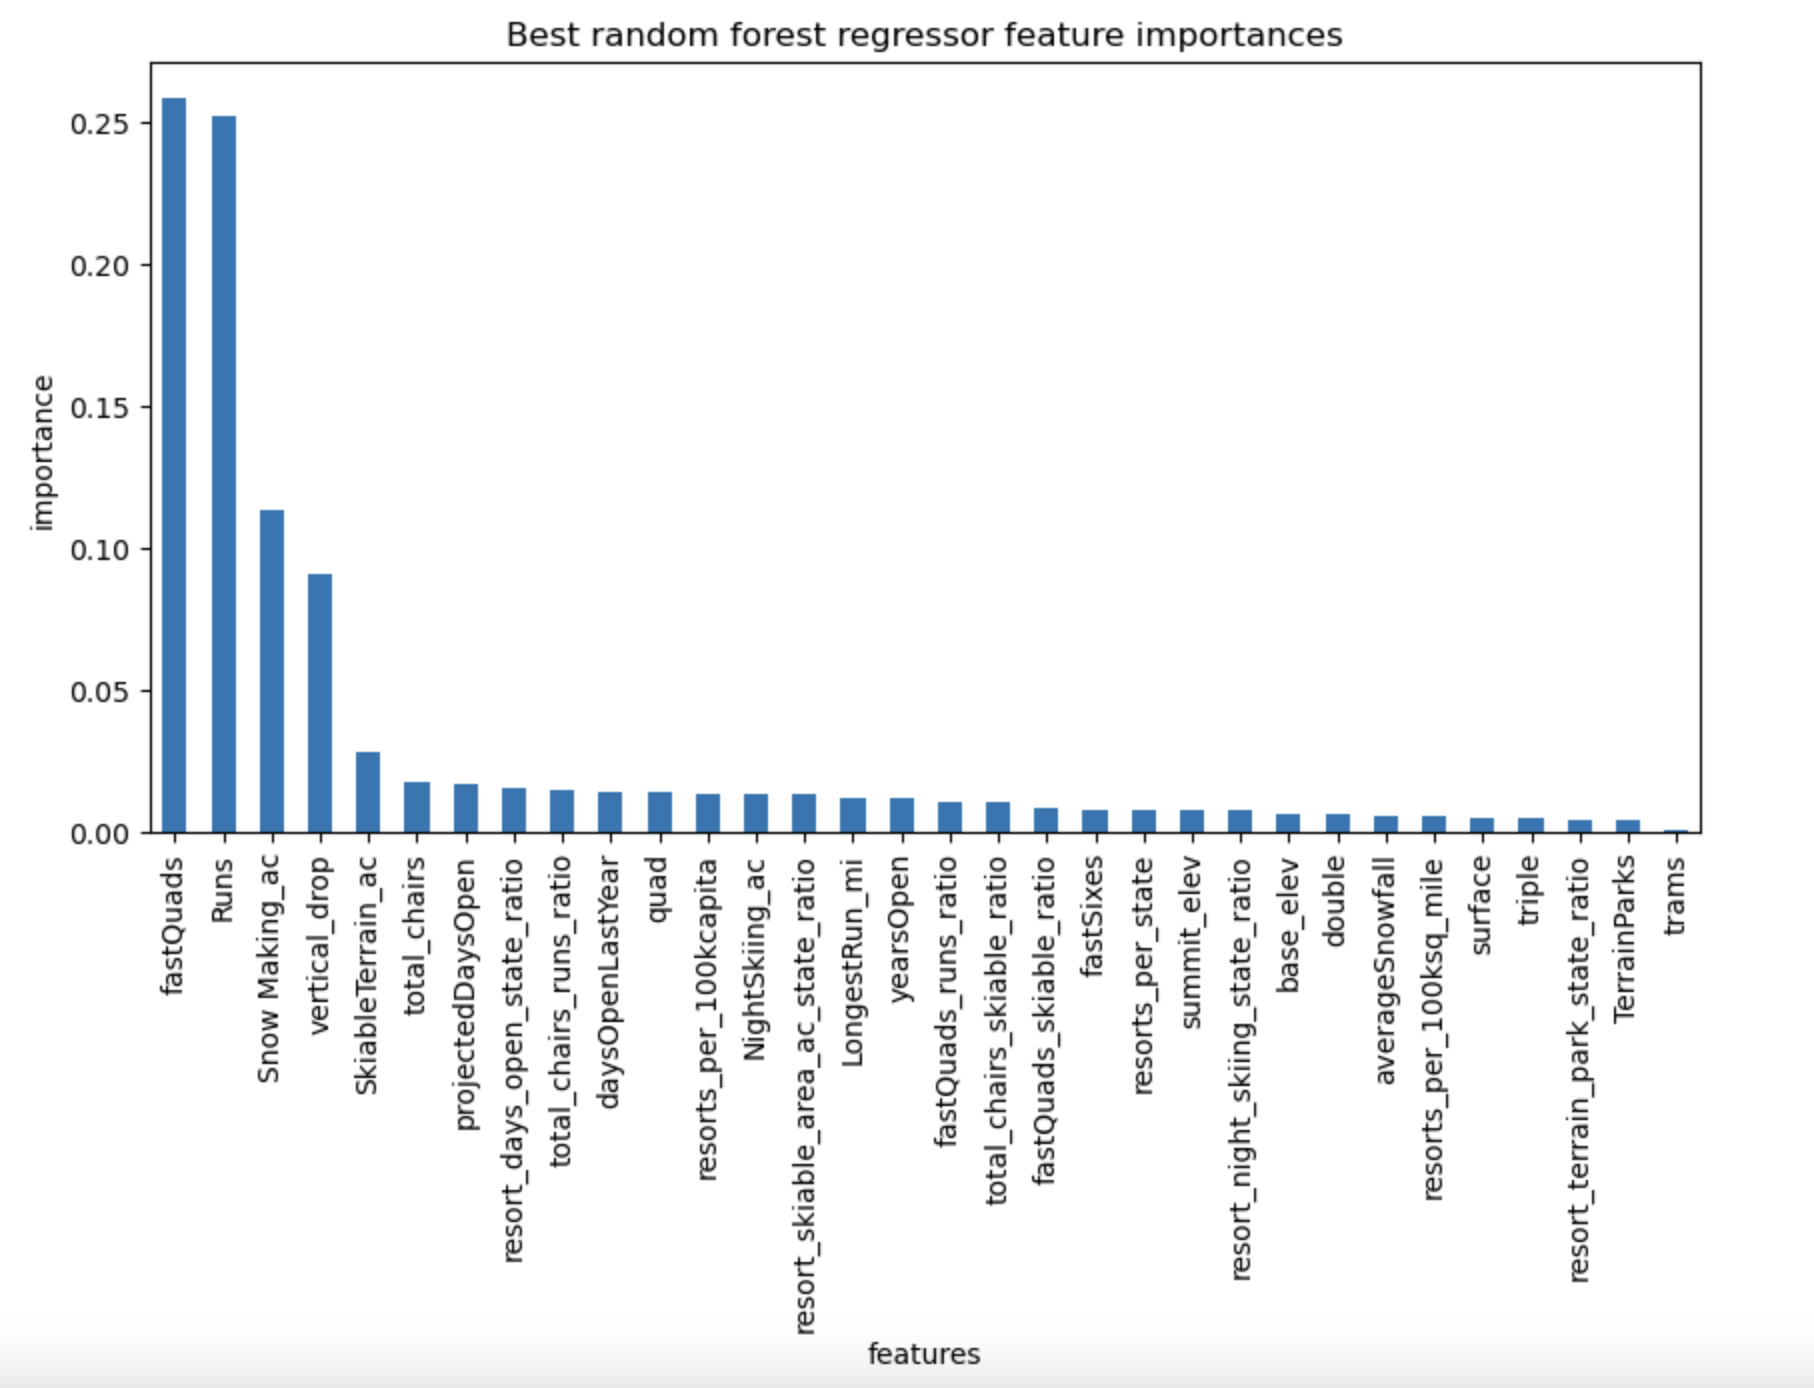 Best random forest regressor feature importances
importance
0.25
0.20
0.15
0.10
0.05
0.00
fastQuads
Runs
Snow Making_ac
vertical_drop
SkiableTerrain_ac
total_chairs
projectedDaysOpen
resort_days_open_state_ratio
total_chairs_runs_ratio
daysOpenLastYear
quad
resorts_per_100kcapita
NightSkiing_ac
resort_skiable_area_ac_state_ratio
LongestRun_mi
yearsOpen
fastQuads_runs_ratio
total_chairs_skiable_ratio
fastQuads_skiable_ratio
fastSixes
resorts_per_state
summit_elev
resort_night_skiing_state_ratio
base_elev
double
averageSnowfall
resorts_per_100ksq_mile
surface
triple
resort_terrain_park_state_ratio
TerrainParks
trams
features